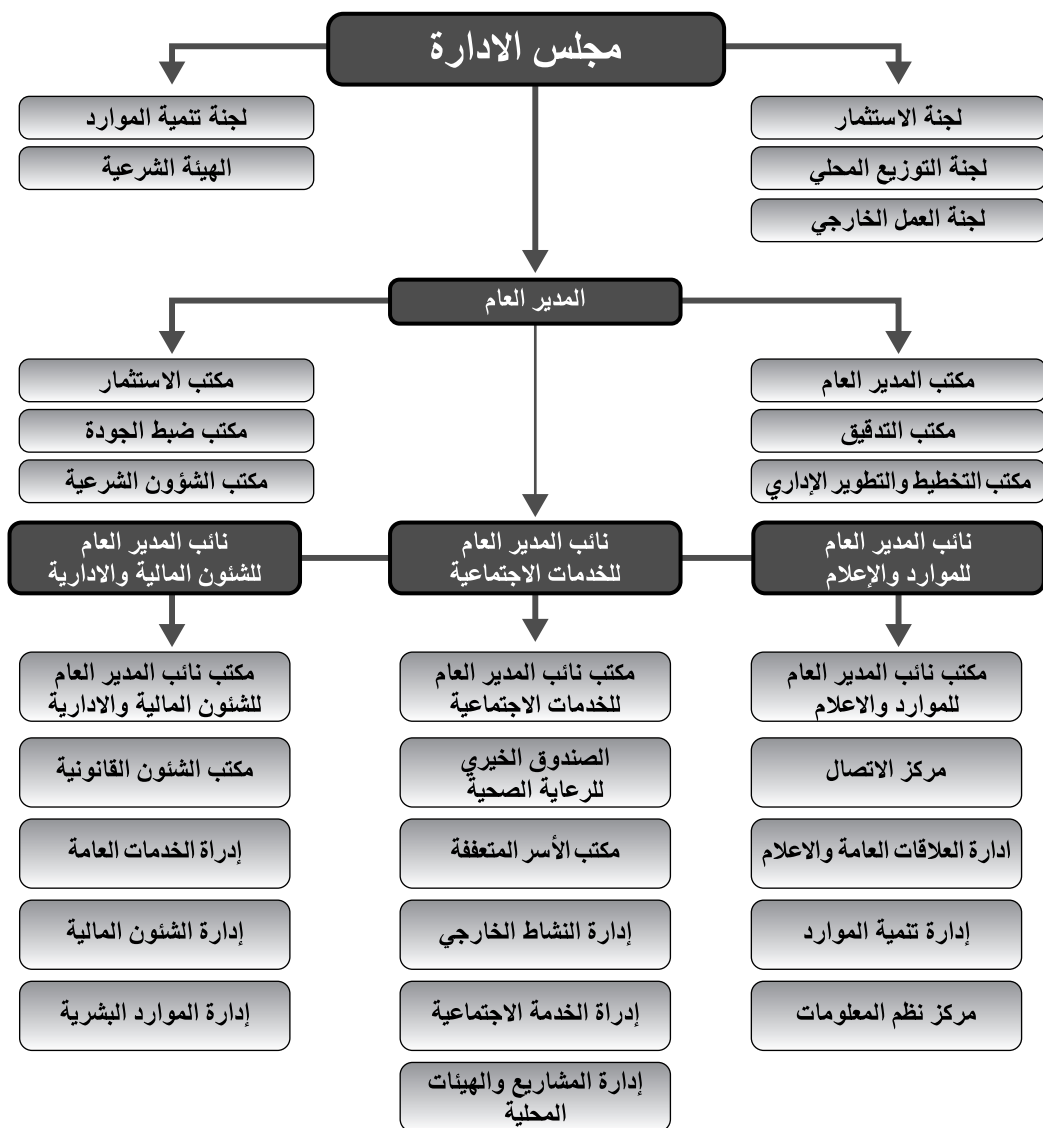 مجلس الادارة
لجنة الاستثمار
لجنة التوزيع المحلي
لجنة العمل الخارجي
لجنة تنمية الموارد
الهيئة الشرعية
المدير العام
مكتب المدير العام
مكتب التدقيق
مكتب التخطيط والتطوير الإداري
مكتب الاستثمار
مكتب ضبط الجودة
مكتب الشؤون الشرعية
نائب المدير العام
للموارد والإعلام
نائب المدير العام
للخدمات الاجتماعية
نائب المدير العام
للشئون المالية والادارية
مكتب نائب المدير العام
للموارد والاعلام
مركز الاتصال
ادارة العلاقات العامة والاعلام
إدارة تنمية الموارد
مركز نظم المعلومات
مكتب نائب المدير العام
للخدمات الاجتماعية
الصندوق الخيري
للرعاية الصحية
مكتب الأسر المتعففة
إدارة النشاط الخارجي
إدراة الخدمة الاجتماعية
إدارة المشاريع والهيئات
المحلية
مكتب نائب المدير العام
للشئون المالية والادارية
مكتب الشئون القانونية
إدراة الخدمات العامة
إدارة الشئون المالية
إدارة الموارد البشرية